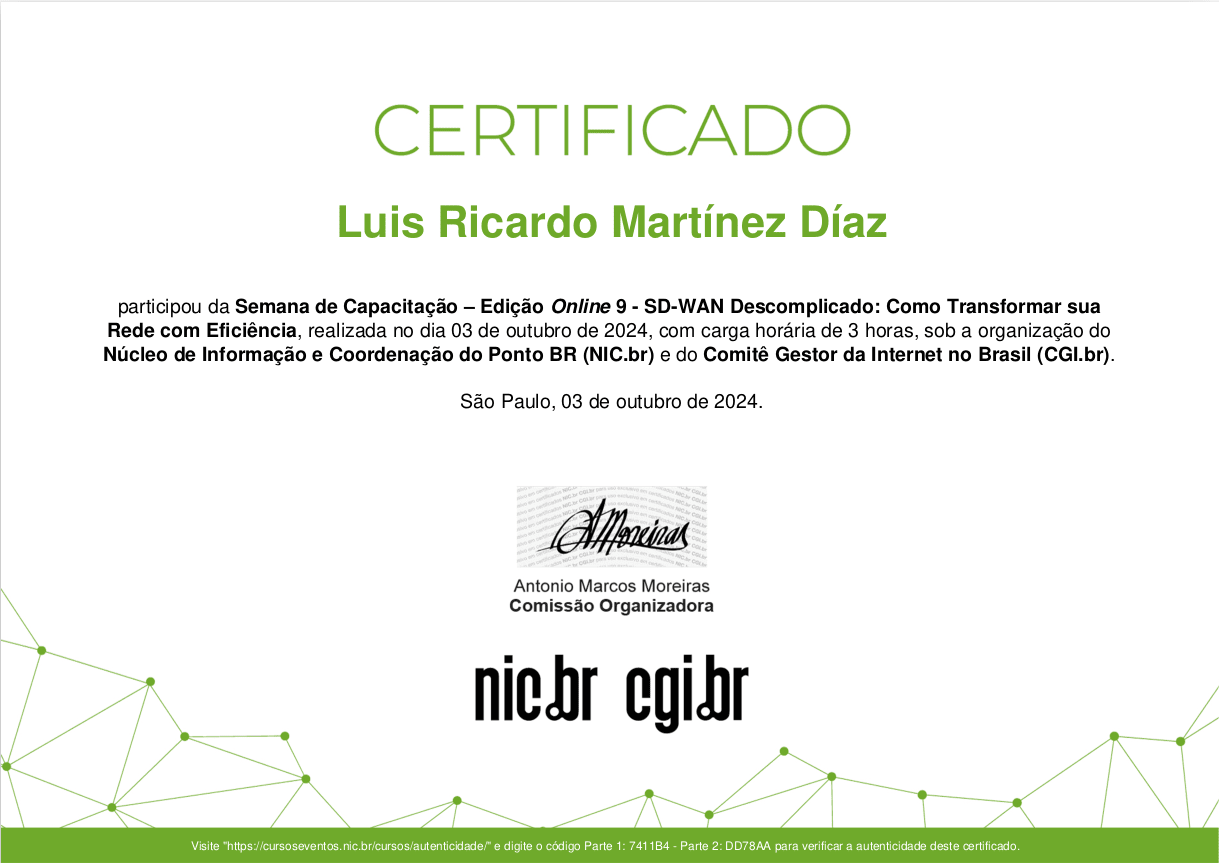 CERTIFICADO
Luis Ricardo Martínez Díaz
participou da Semana de Capacitação – Edição Online 9 - SD-WAN Descomplicado: Como Transformar sua
Rede com Eficiência, realizada no dia 03 de outubro de 2024, com carga horária de 3 horas, sob a organização do
Núcleo de Informação e Coordenação do Ponto BR (NIC.br) e do Comitê Gestor da Internet no Brasil (CGI.br).
São Paulo, 03 de outubro de 2024.
AMoreiras
Antonio Marcos Moreiras
Comissão Organizadora
nic.br cgi.br
Visite "https://cursoseventos.nic.br/cursos/autenticidade/" e digite o código Parte 1: 7411B4 - Parte 2: DD78AA para verificar a autenticidade deste certificado.